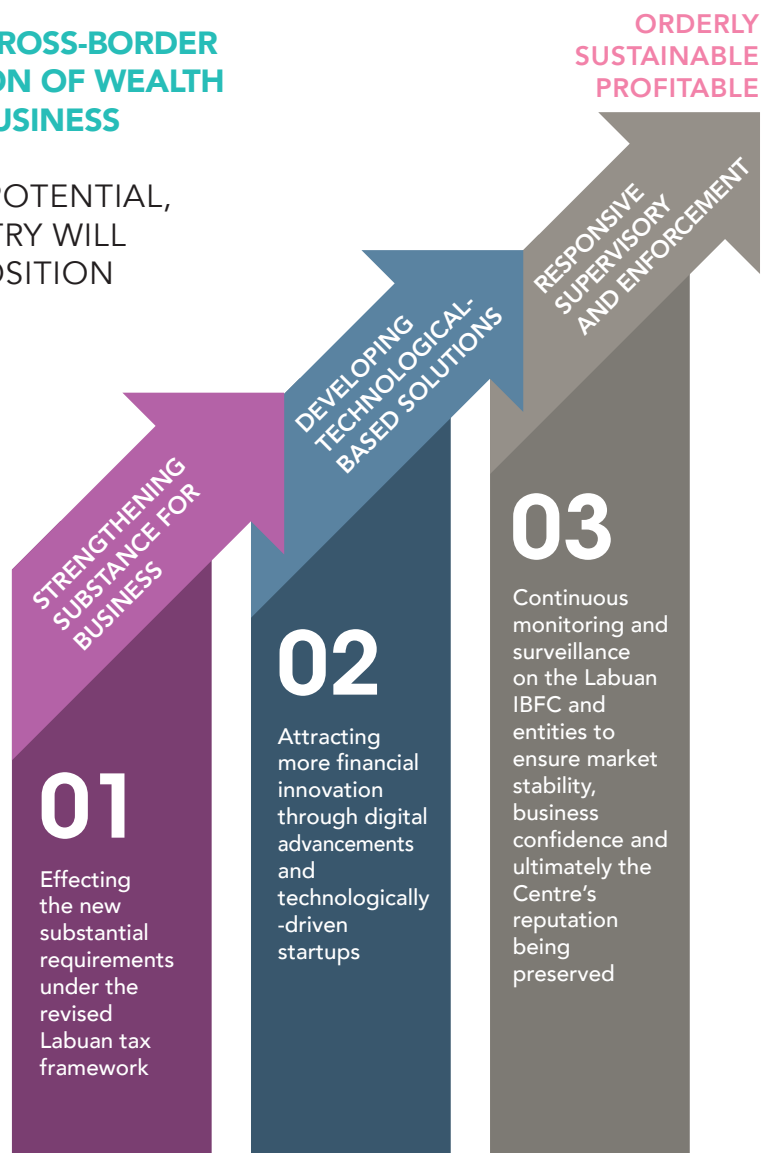 ROSS-BORDER
ON OF WEALTH
USINESS
POTENTIAL,
TRY WILL
OSITION
ORDERLY
SUSTAINABLE
PROFITABLE
STRENGTHENING
SUBSTANCE FOR
BUSINESS
01
Effecting
the new
substantial
requirements
under the
revised
Labuan tax
framework
DEVELOPING
TECHNOLOGICAL-
BASED SOLUTIONS
02
Attracting
more financial
innovation
through digital
advancements
and
technologically
-driven
startups
RESPONSIVE
SUPERVISORY
AND ENFORCEMENT
03
Continuous
monitoring and
surveillance
on the Labuan
IBFC and
entities to
ensure market
stability,
business
confidence and
ultimately the
Centre's
reputation
being
preserved